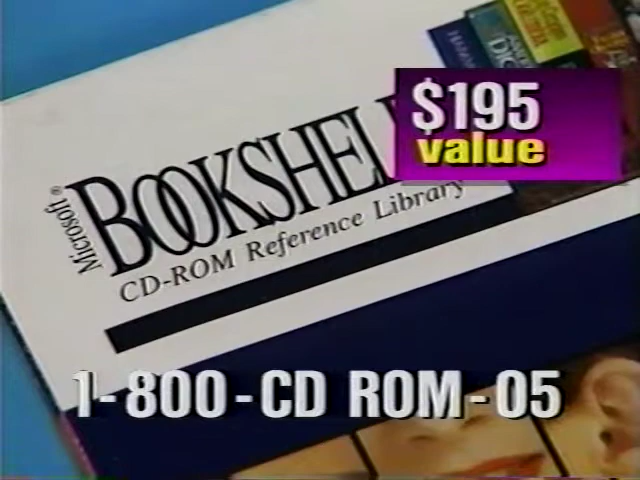 $195
value
Microsoft®
BOOKSHEL
CD-ROM Reference Library
1-800-CD ROM-05